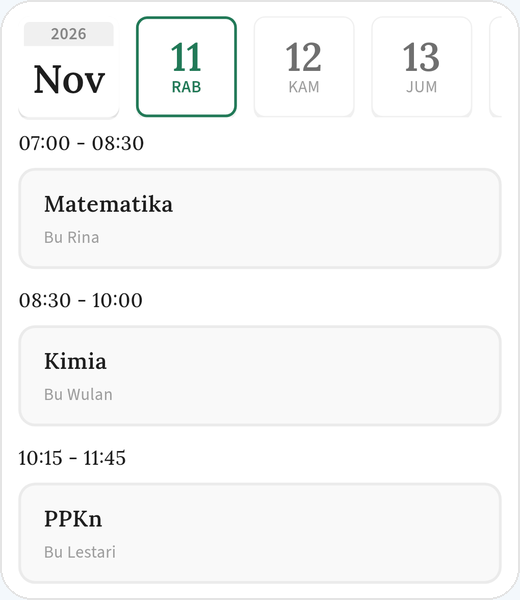 2026
Nov
11
RAB
12
KAM
13
JUM
07:00 - 08:30
Matematika
Bu Rina
08:30 - 10:00
Kimia
Bu Wulan
10:15 - 11:45
PPKn
Bu Lestari